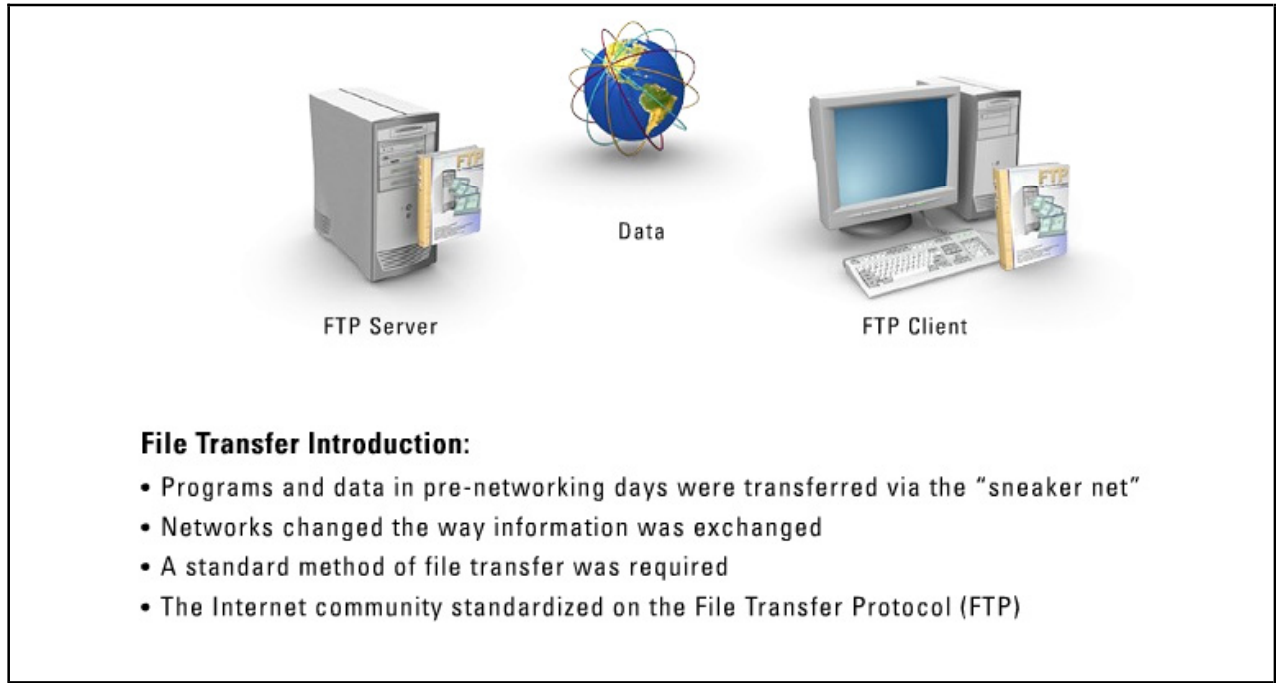 FTP
FTP
Data
FTP Server
FTP Client
File Transfer Introduction:
• Programs and data in pre-networking days were transferred via the “sneaker net”
• Networks changed the way information was exchanged
• A standard method of file transfer was required
• The Internet community standardized on the File Transfer Protocol (FTP)